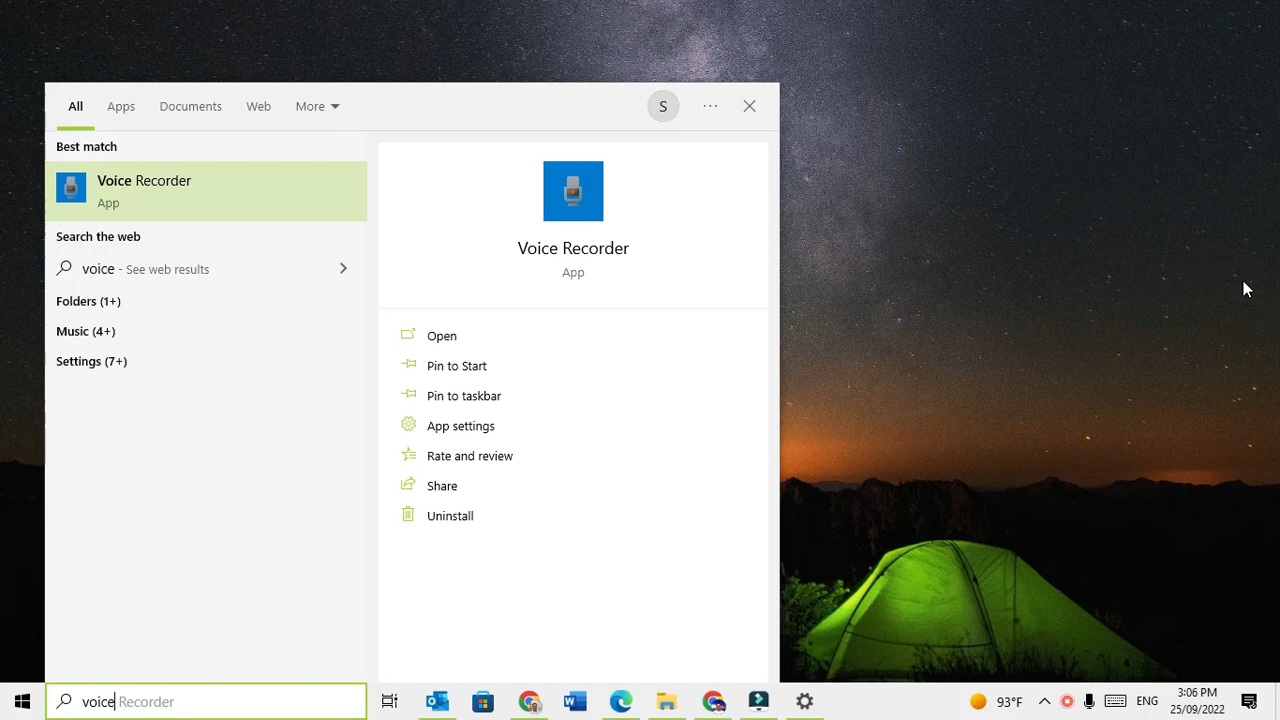 All Apps Documents Web More S ...
Best match
Voice Recorder
App
Search the web
voice - See web results
Folders (1+)
Music (4+)
Settings (7+)
Voice Recorder
App
Open
Pin to Start
Pin to taskbar
App settings
Rate and review
Share
Uninstall
voice Recorder
93°F
ENG
3:06 PM
25/09/2022